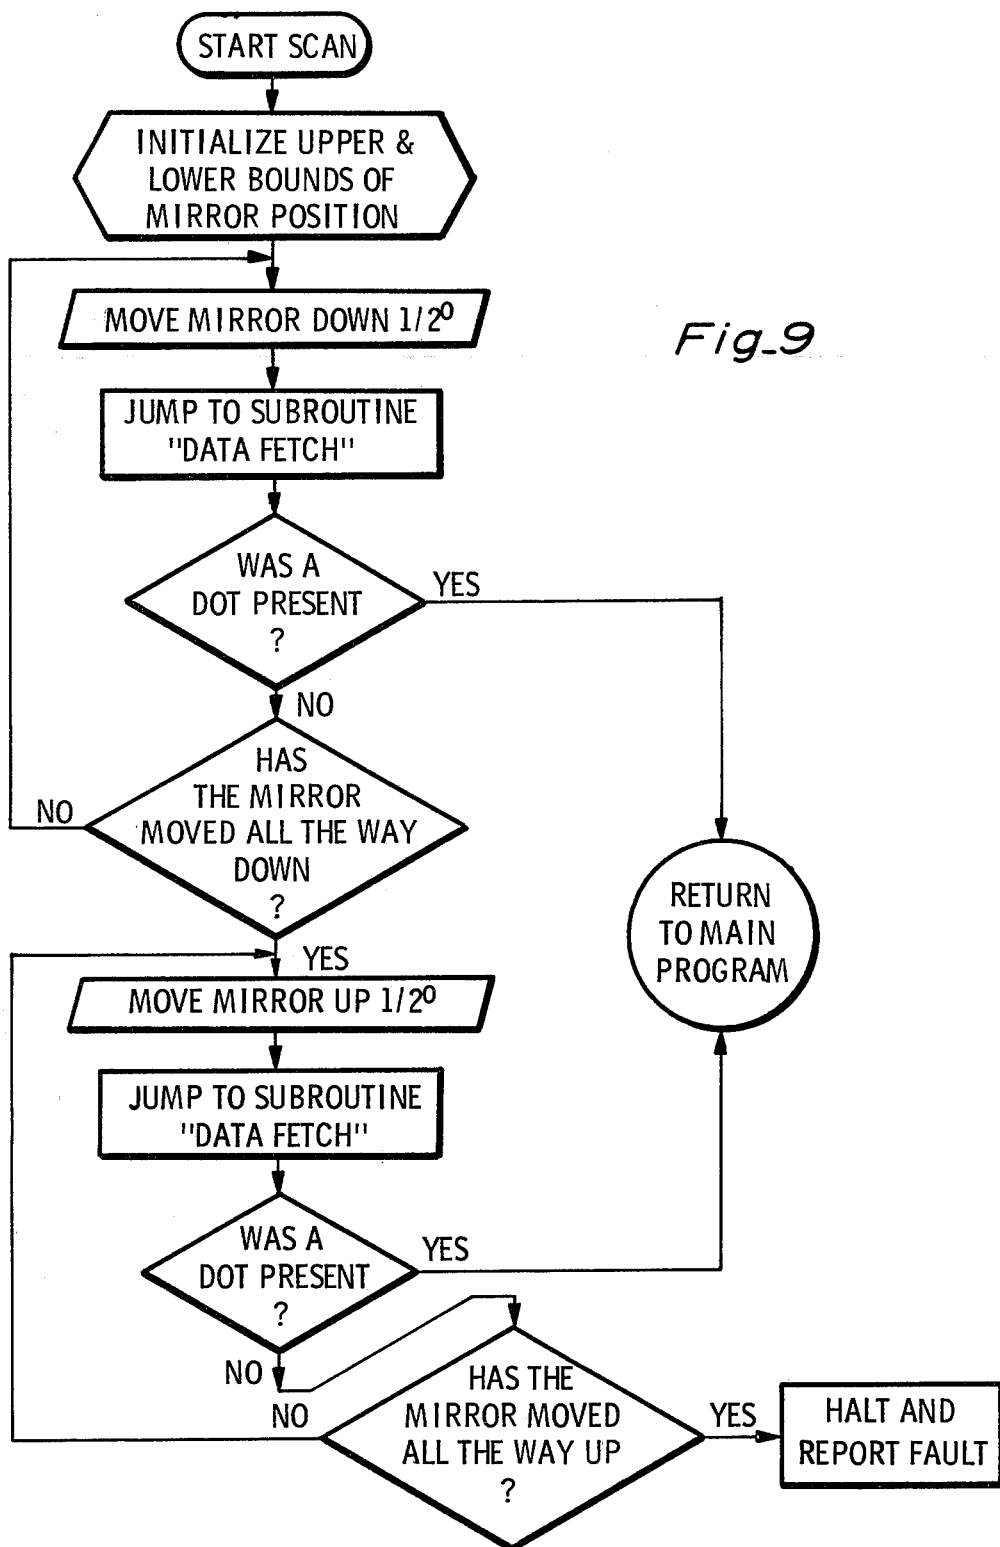 START SCAN
INITIALIZE UPPER &
LOWER BOUNDS OF
MIRROR POSITION
MOVE MIRROR DOWN 1/2⁰
Fig_9
JUMP TO SUBROUTINE
"DATA FETCH"
WAS A
DOT PRESENT
?
YES
NO
HAS
THE MIRROR
MOVED ALL THE WAY
DOWN
?
NO
YES
RETURN
TO MAIN
PROGRAM
MOVE MIRROR UP 1/2⁰
JUMP TO SUBROUTINE
"DATA FETCH"
WAS A
DOT PRESENT
?
YES
NO
HAS THE
MIRROR MOVED
ALL THE WAY UP
?
NO
YES
HALT AND
REPORT FAULT